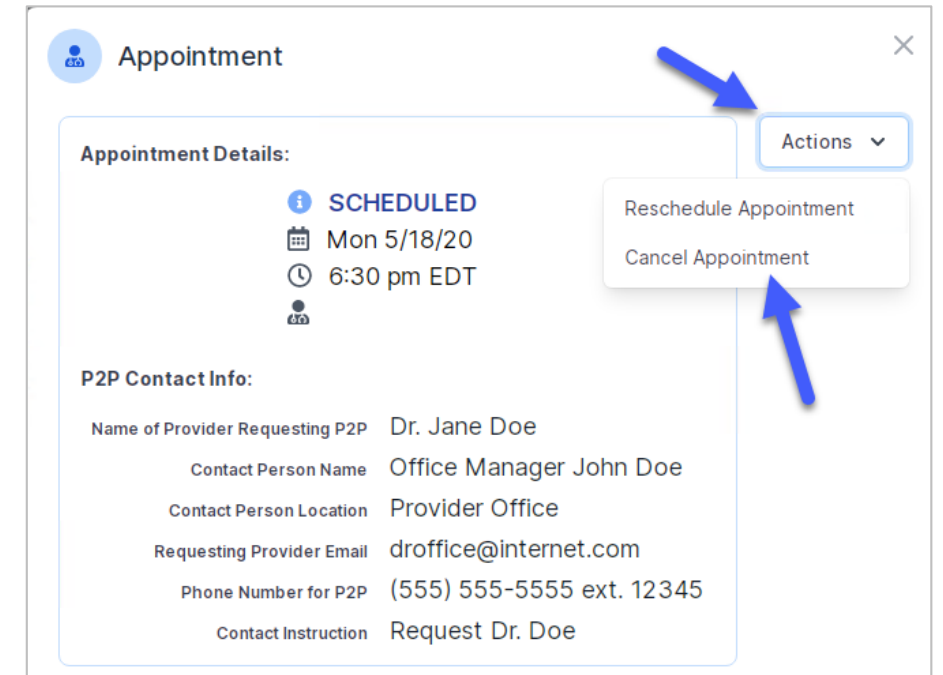 Appointment
Actions
Appointment Details:
SCHEDULED
Mon 5/18/20
6:30 pm EDT
Reschedule Appointment
Cancel Appointment
P2P Contact Info:
Name of Provider Requesting P2P Dr. Jane Doe
Contact Person Name Office Manager John Doe
Contact Person Location Provider Office
Requesting Provider Email droffice@internet.com
Phone Number for P2P (555) 555-5555 ext. 12345
Contact Instruction Request Dr. Doe